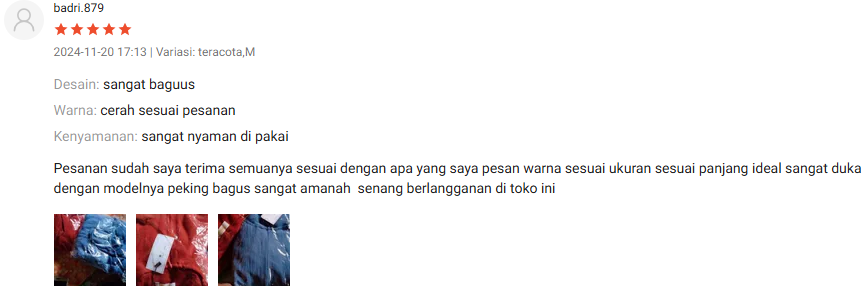 badri.879
2024-11-20 17:13 | Variasi: teracota,M
Desain: sangat baguus
Warna: cerah sesuai pesanan
Kenyamanan: sangat nyaman di pakai
Pesanan sudah saya terima semuanya sesuai dengan apa yang saya pesan warna sesuai ukuran sesuai panjang ideal sangat duka
dengan modelnya peking bagus sangat amanah  senang berlangganan di toko ini